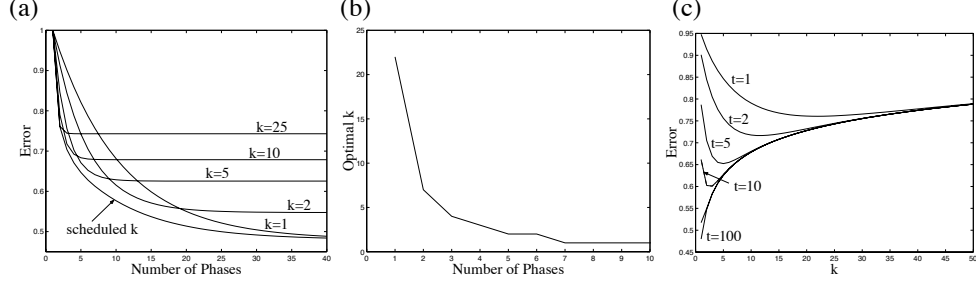 (a)
1
0.9
0.8
0.7
0.6
0.5
Error
k=25
k=10
k=5
k=2
k=1
scheduled k
0 5 10 15 20 25 30 35 40
Number of Phases
(b)
25
20
15
10
5
0
Optimal k
0 1 2 3 4 5 6 7 8 9 10
Number of Phases
(c)
0.95
0.9
0.85
0.8
0.75
0.7
0.65
0.6
0.55
0.5
0.45
Error
t=1
t=2
t=5
t=10
t=100
0 5 10 15 20 25 30 35 40 45 50
k